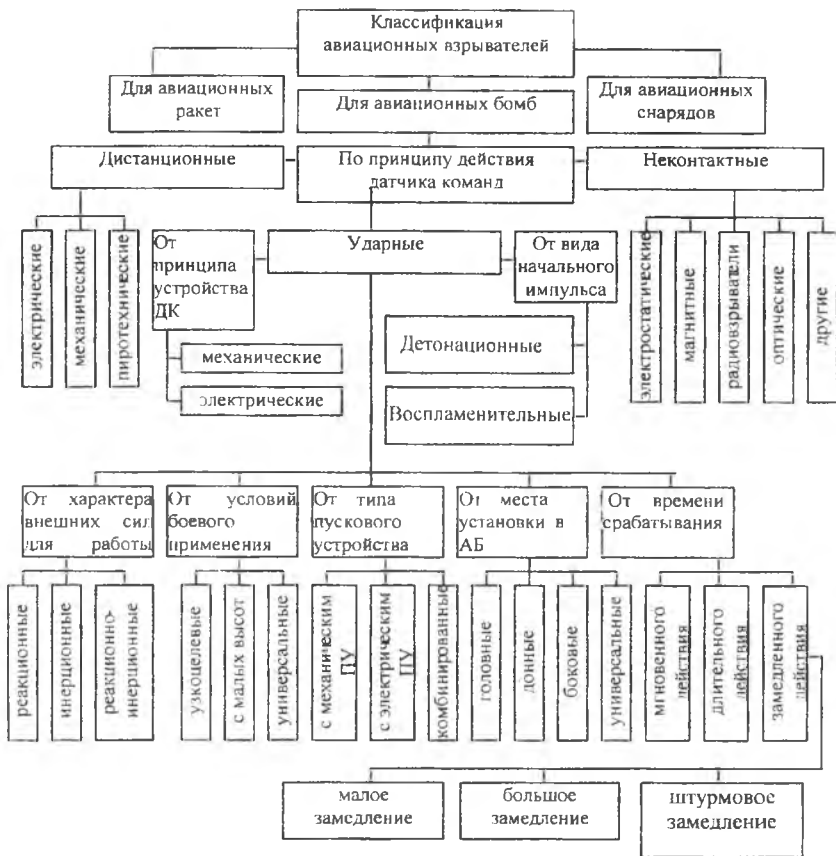 Классификация
авиационных взрывателей
Для авиационных
ракет
Для авиационных бомб
Для авиационных
снарядов
Дистанционные
По принципу действия
датчика команд
Неконтактные
электрические
механические
пиротехнические
От
принципа
устройства
ДК
Ударные
От вида
начального
импульса
механические
электрические
Детонационные
Воспламенительные
электростатические
магнитные
радиовзрыватели
оптические
другие
От характера
внешних сил
для работы
От условий
боевого
применения
От типа
пускового
устройства
От места
установки в
АБ
От времени
срабатывания
реакционные
инерционные
реакционно-
инерционные
узкоцелевые
с малых высот
универсальные
с механическим
ПУ
с электрическим
ПУ
комбинированные
головные
донные
боковые
универсальные
мгновенного
действия
длительного
действия
замедленного
действия
малое
замедление
большое
замедление
штурмовое
замедление